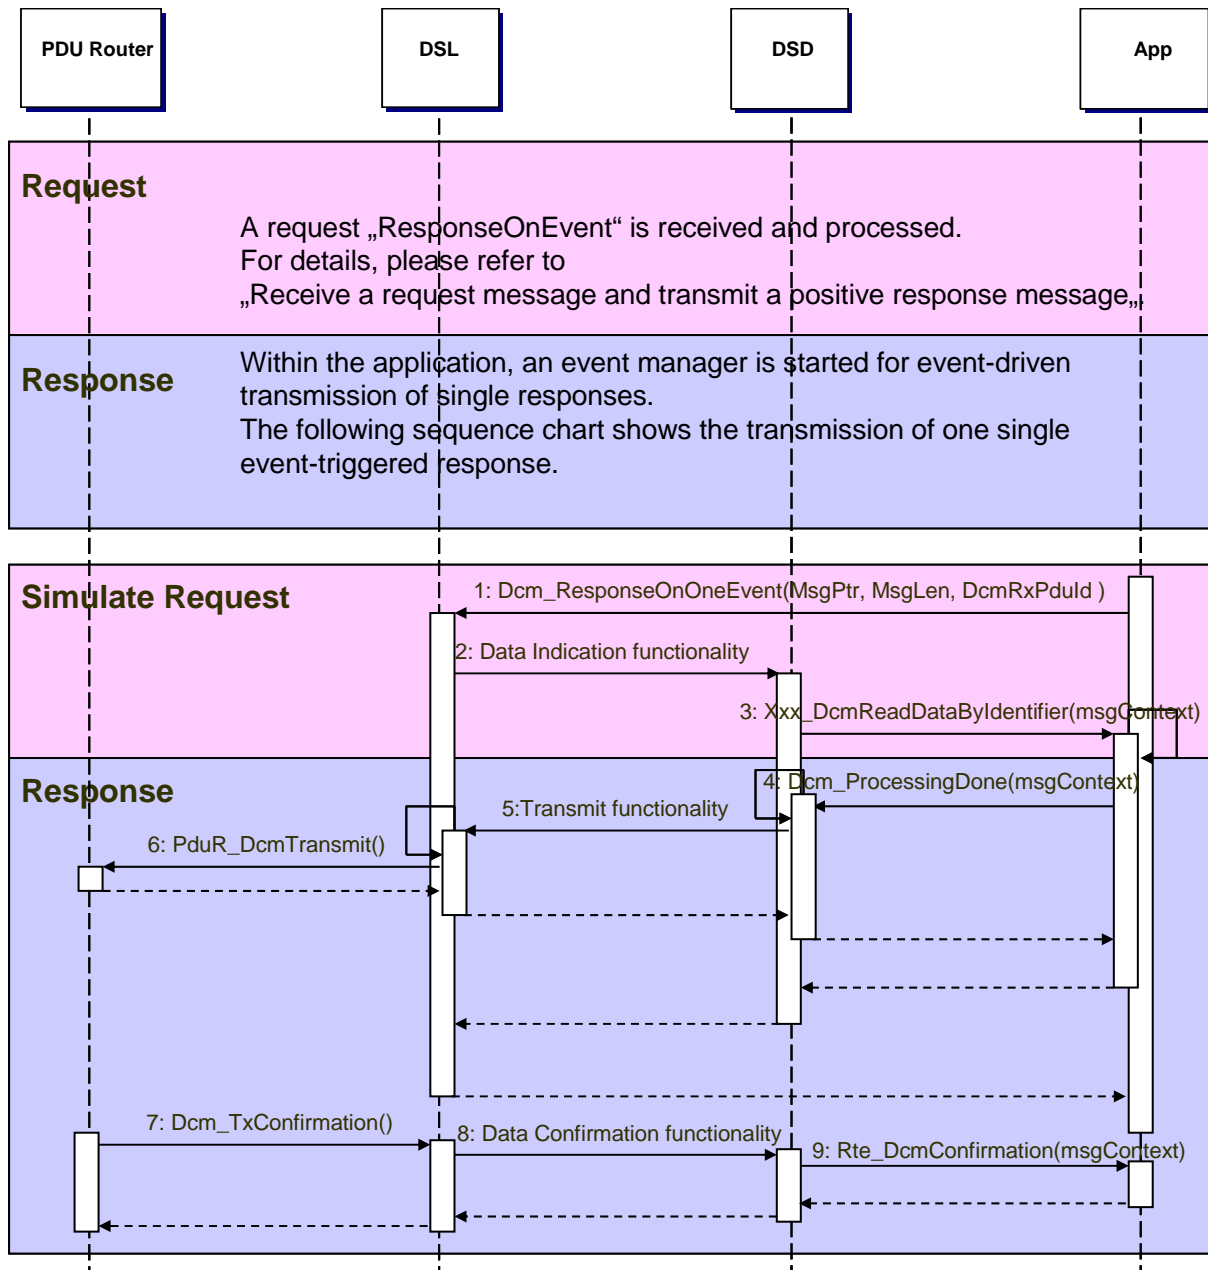 PDU Router
DSL
DSD
App
Request
A request „ResponseOnEvent“ is received and processed.
For details, please refer to
„Receive a request message and transmit a positive response message„.
Response
Within the application, an event manager is started for event-driven
transmission of single responses.
The following sequence chart shows the transmission of one single
event-triggered response.
Simulate Request
1: Dcm_ResponseOnOneEvent(MsgPtr, MsgLen, DcmRxPduId )
2: Data Indication functionality
3: Xxx_DcmReadDataByIdentifier(msgContext)
Response
4: Dcm_ProcessingDone(msgContext)
5:Transmit functionality
6: PduR_DcmTransmit()
7: Dcm_TxConfirmation()
8: Data Confirmation functionality
9: Rte_DcmConfirmation(msgContext)